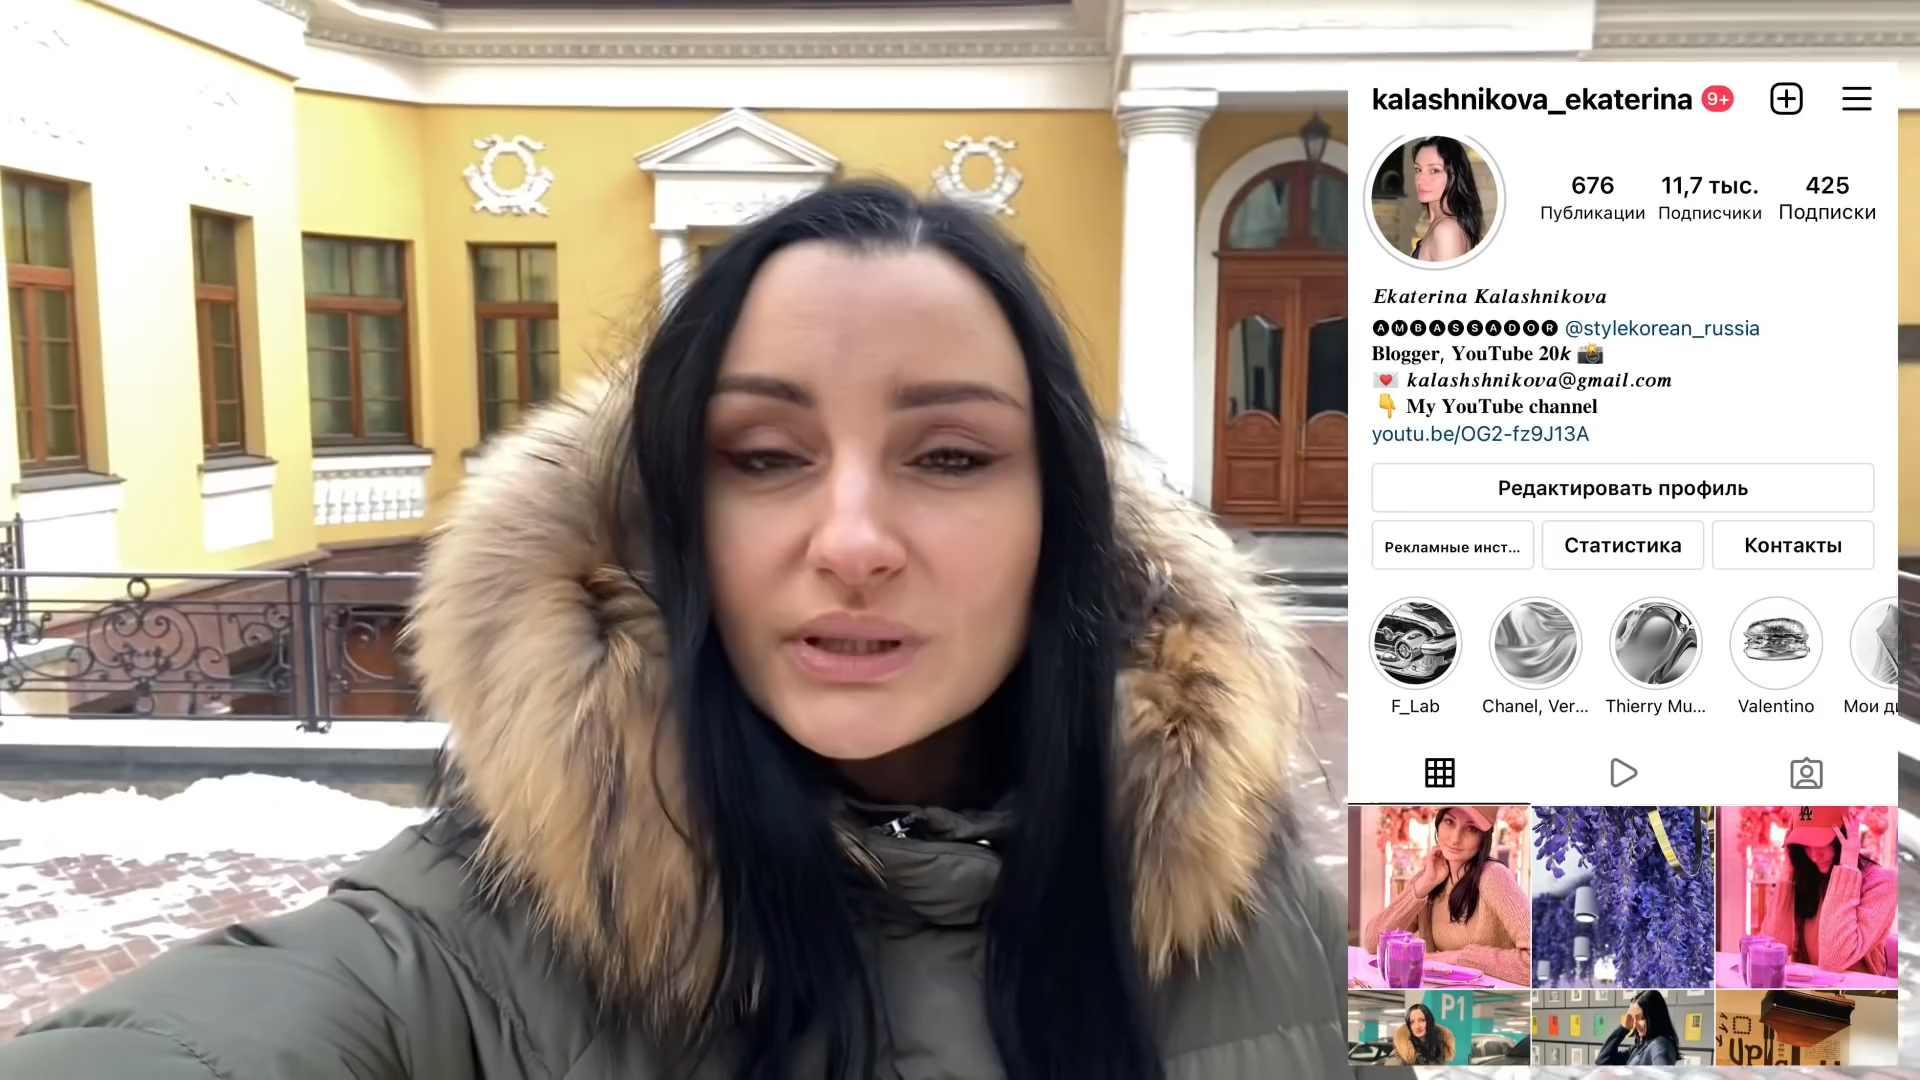 kalashnikova_ekaterina 9+
676 11,7 тыс. 425
Публикации Подписчики Подписки
Ekaterina Kalashnikova
AMBASSADOR @stylekorean_russia
Blogger, YouTube 20k
kalashshnikova@gmail.com
My YouTube channel
youtu.be/OG2-fz9J13A
Редактировать профиль
Рекламные инст... Статистика Контакты
F_Lab Chanel, Ver... Thierry Mu... Valentino Мои
P1
Up